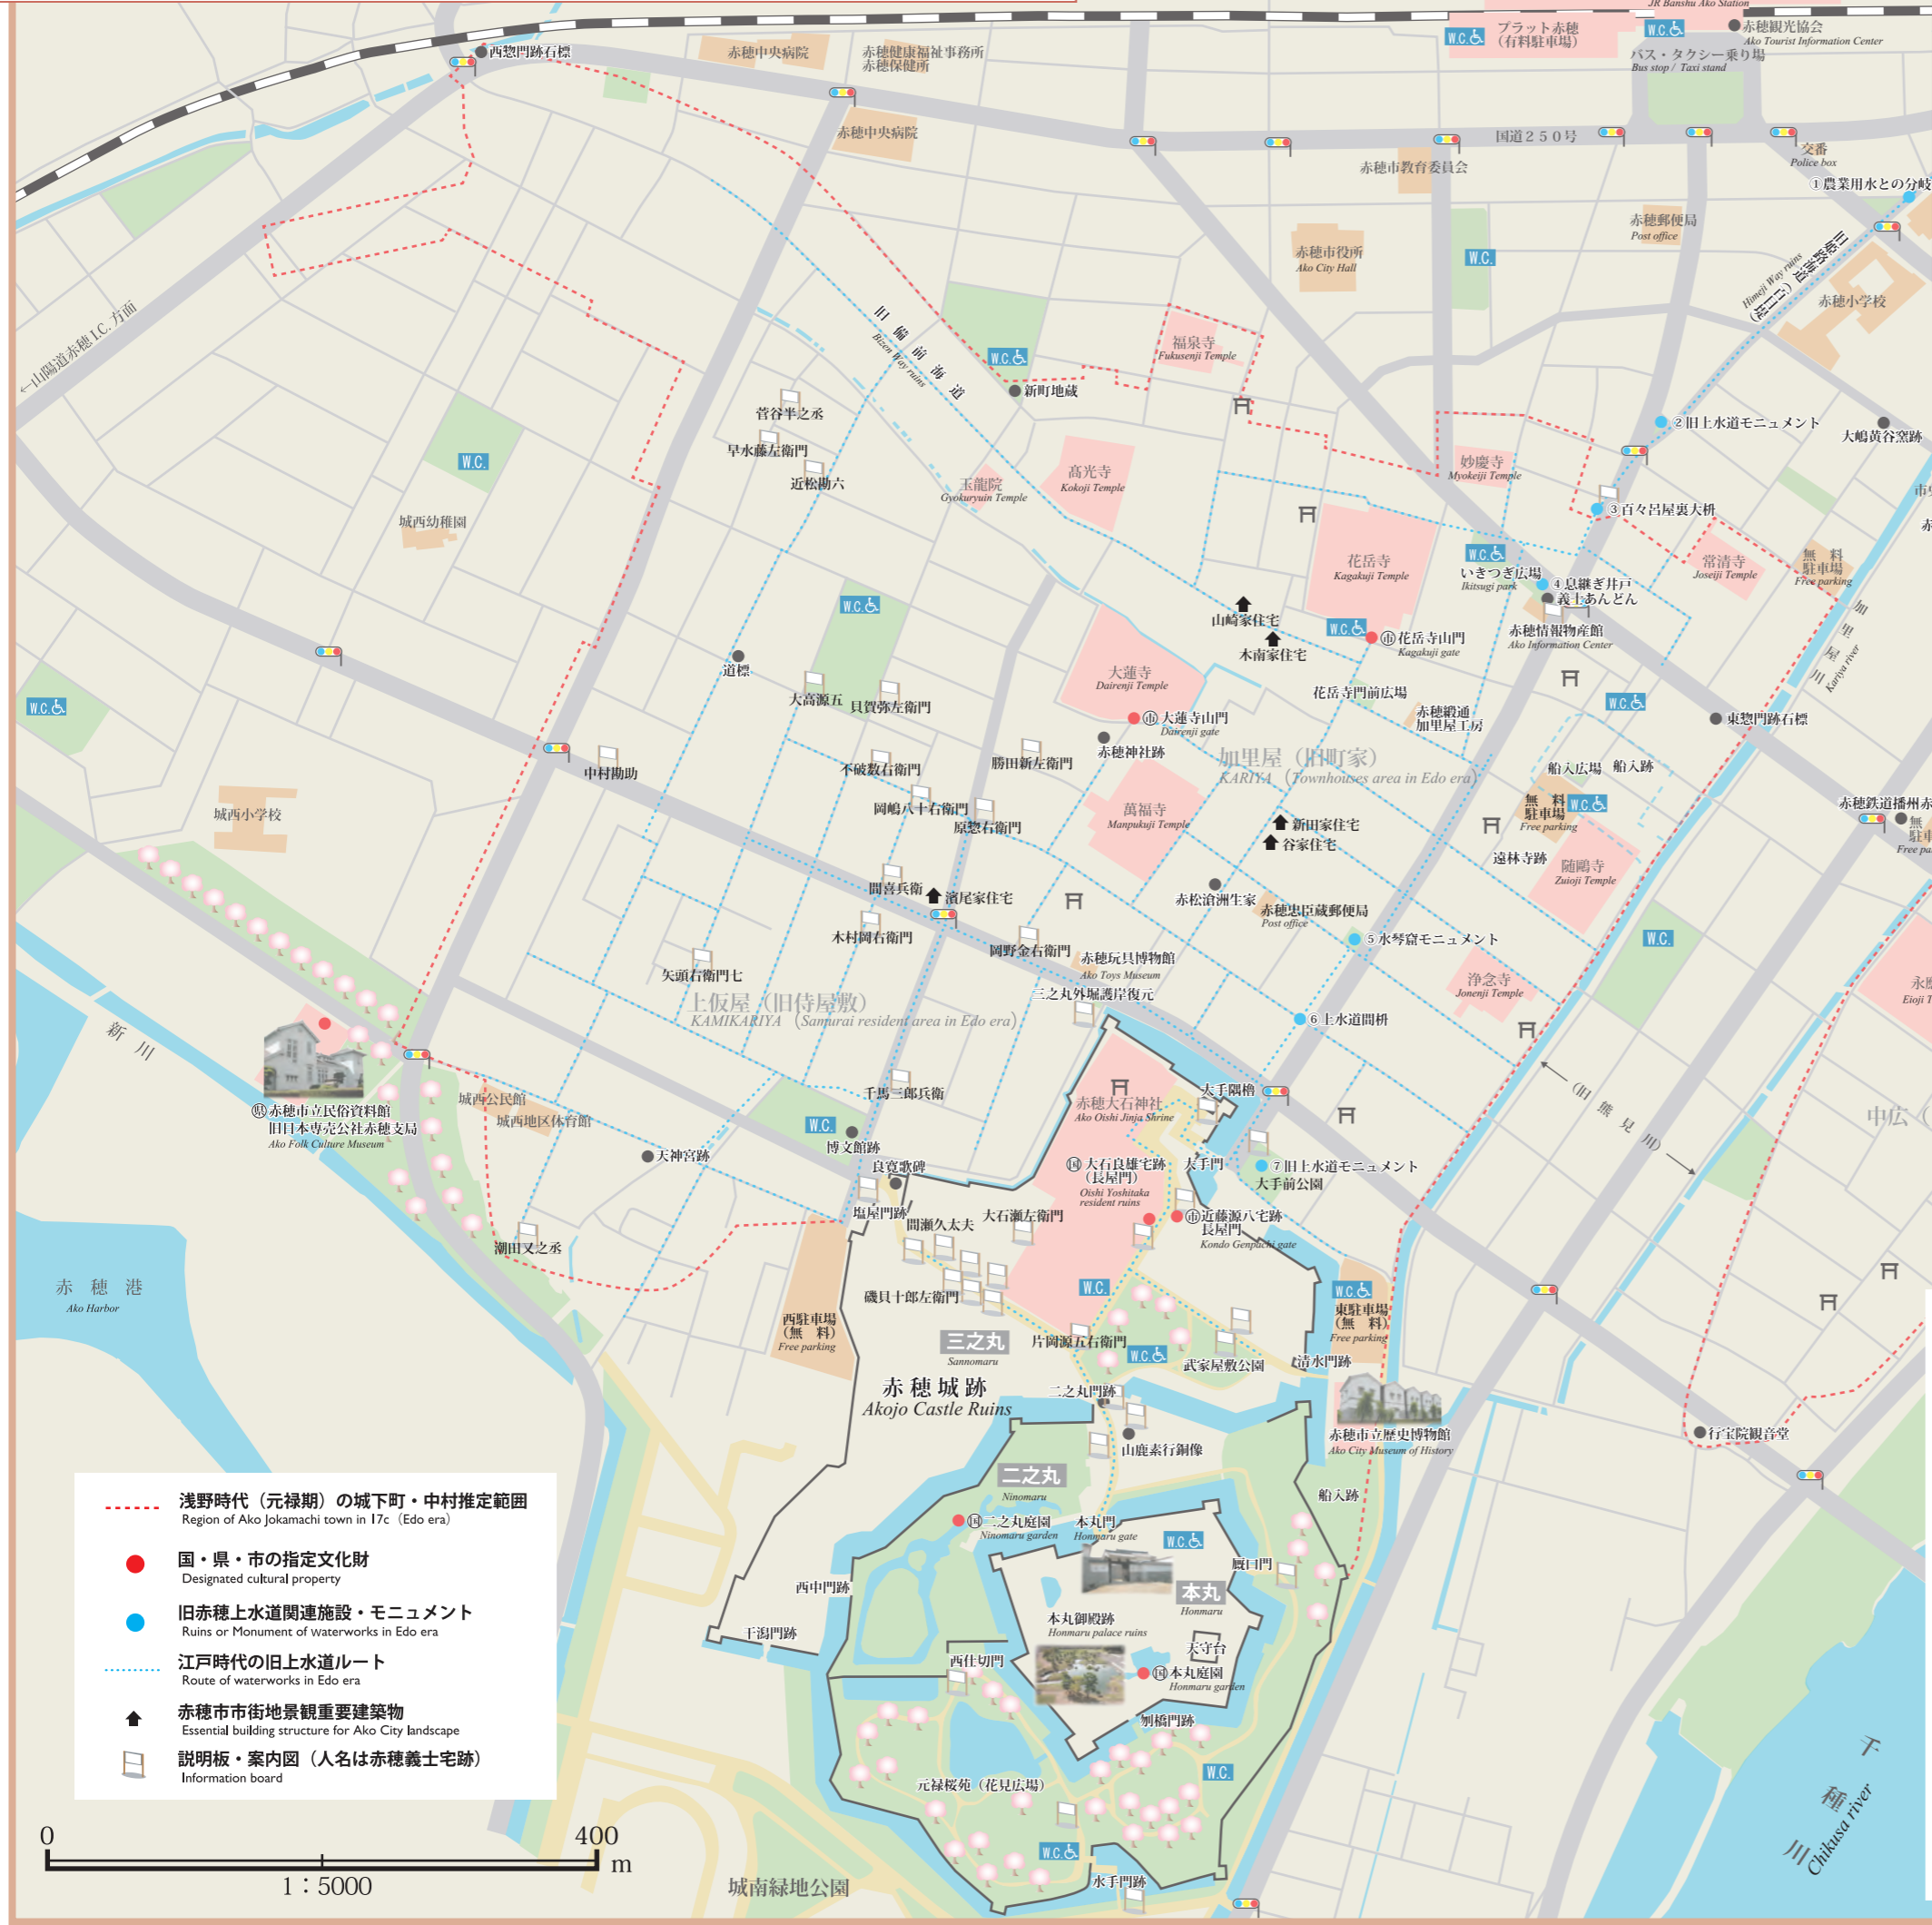 JR Banshu Ako Station
プラット赤穂
（有料駐車場）
W.C.
W.C.
赤穂観光協会
Ako Tourist Information Center
バス・タクシー乗り場
Bus stop / Taxi stand
西惣門跡石標
赤穂中央病院
赤穂健康福祉事務所
赤穂保健所
赤穂中央病院
国道２５０号
交番
Police box
赤穂市教育委員会
①農業用水との分岐
赤穂郵便局
Post office
赤穂市役所
Ako City Hall
W.C.
Himeji Way ruins
赤穂小学校
←山陽道赤穂I.C.方面
旧備前海道
Bizen Way ruins
福泉寺
Fukusenji Temple
W.C.
新町地蔵
菅谷半之丞
早水藤左衛門
近松勘六
W.C.
城西幼稚園
玉龍院
Gyokuryuin Temple
高光寺
Kokoji Temple
妙慶寺
Myokeiji Temple
②旧上水道モニュメント
大嶋黄谷窯跡
③百々呂屋裏大枡
花岳寺
Kagakuji Temple
W.C.
いきつぎ広場
Ikitsugi park
④息継ぎ井戸
義士あんどん
常清寺
Joseiji Temple
無料
駐車場
Free parking
加里屋川
Kariya river
赤穂情報物産館
Ako Information Center
W.C.
山崎家住宅
木南家住宅
W.C.
市 花岳寺山門
Kagakuji gate
道標
大高源五
貝賀弥左衛門
大蓮寺
Dairenji Temple
花岳寺門前広場
赤穂緞通
加里屋工房
W.C.
W.C.
東惣門跡石標
市 大蓮寺山門
Dairenji gate
赤穂神社跡
中村勘助
不破数右衛門
勝田新左衛門
加里屋（旧町家）
KARIYA （Townhouses area in Edo era）
船入広場
船入跡
岡嶋八十右衛門
原惣右衛門
萬福寺
Manpukuji Temple
新田家住宅
谷家住宅
無料
駐車場
Free parking
W.C.
赤穂鉄道播州赤
城西小学校
遠林寺跡
随鷗寺
Zuioji Temple
間喜兵衛
濱尾家住宅
赤松滄洲生家
赤穂忠臣蔵郵便局
Post office
木村岡右衛門
岡野金右衛門
赤穂玩具博物館
Ako Toys Museum
⑤水琴窟モニュメント
W.C.
矢頭右衛門七
浄念寺
Jonenji Temple
上仮屋（旧侍屋敷）
KAMIKARIYA （Samurai resident area in Edo era）
三之丸外堀護岸復元
⑥上水道間枡
新川
千馬三郎兵衛
大手隅櫓
（旧熊見川）
中広（
県 赤穂市立民俗資料館
旧日本専売公社赤穂支局
Ako Folk Culture Museum
城西公民館
城西地区体育館
赤穂大石神社
Ako Oishi Jinja Shrine
W.C.
博文館跡
天神宮跡
良寛歌碑
国 大石良雄宅跡
（長屋門）
Oishi Yoshitaka
resident ruins
大手門
⑦旧上水道モニュメント
大手前公園
塩屋門跡
間瀬久太夫
大石瀬左衛門
市 近藤源八宅跡
長屋門
Kondo Genpachi gate
潮田又之丞
赤穂港
Ako Harbor
磯貝十郎左衛門
W.C.
W.C.
西駐車場
（無料）
Free parking
東駐車場
（無料）
Free parking
三之丸
Sannomaru
片岡源五右衛門
W.C.
武家屋敷公園
清水門跡
赤穂城跡
Akojo Castle Ruins
二之丸門跡
山鹿素行銅像
赤穂市立歴史博物館
Ako City Museum of History
行宝院観音堂
二之丸
Ninomaru
船入跡
国 二之丸庭園
Ninomaru garden
本丸門
Honmaru gate
W.C.
厩口門
西中門跡
本丸
Honmaru
本丸御殿跡
Honmaru palace ruins
干潟門跡
天守台
西仕切門
国 本丸庭園
Honmaru garden
刎橋門跡
W.C.
元禄桜苑（花見広場）
W.C.
水手門跡
城南緑地公園
千種川
Chikusa river
浅野時代（元禄期）の城下町・中村推定範囲
Region of Ako Jokamachi town in 17c（Edo era）
国・県・市の指定文化財
Designated cultural property
旧赤穂上水道関連施設・モニュメント
Ruins or Monument of waterworks in Edo era
江戸時代の旧上水道ルート
Route of waterworks in Edo era
赤穂市市街地景観重要建築物
Essential building structure for Ako City landscape
説明板・案内図（人名は赤穂義士宅跡）
Information board
0 400
m
1：5000